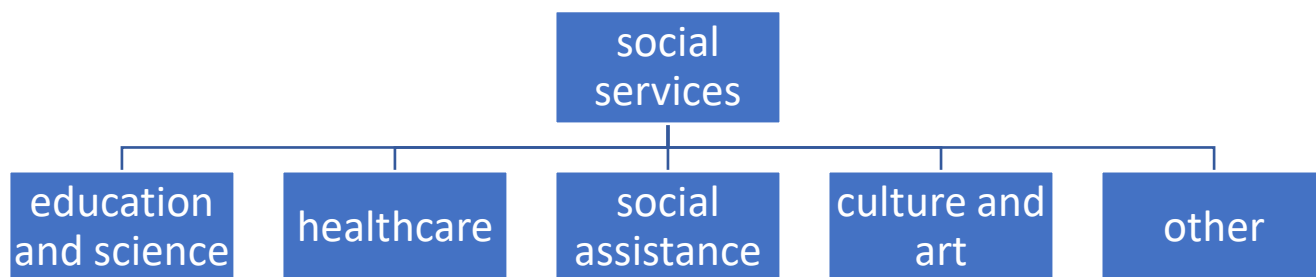 social
services
education
and science
healthcare
social
assistance
culture and
art
other